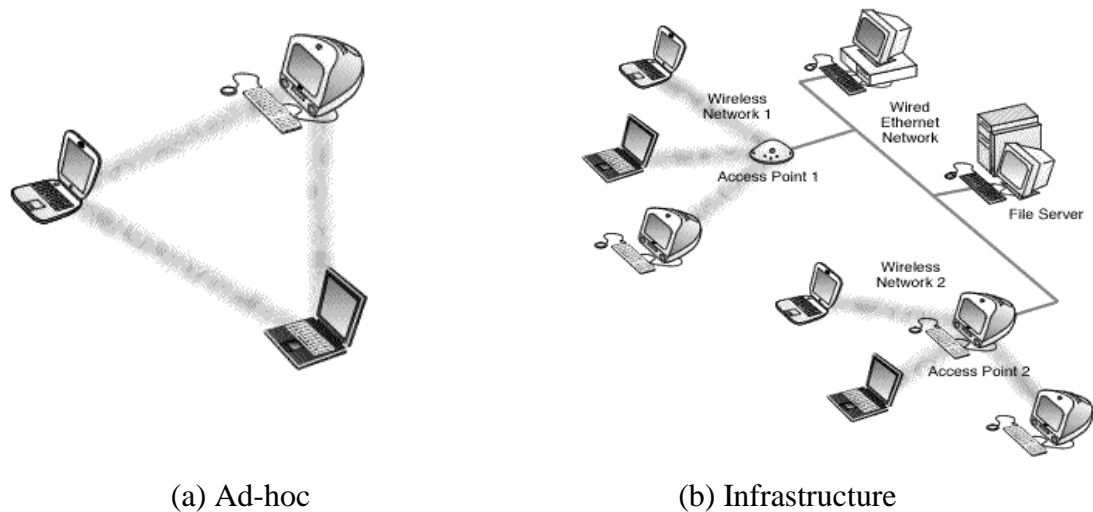 Wireless
Network 1
Access Point 1
Wired
Ethernet
Network
File Server
Wireless
Network 2
Access Point 2
(a) Ad-hoc
(b) Infrastructure